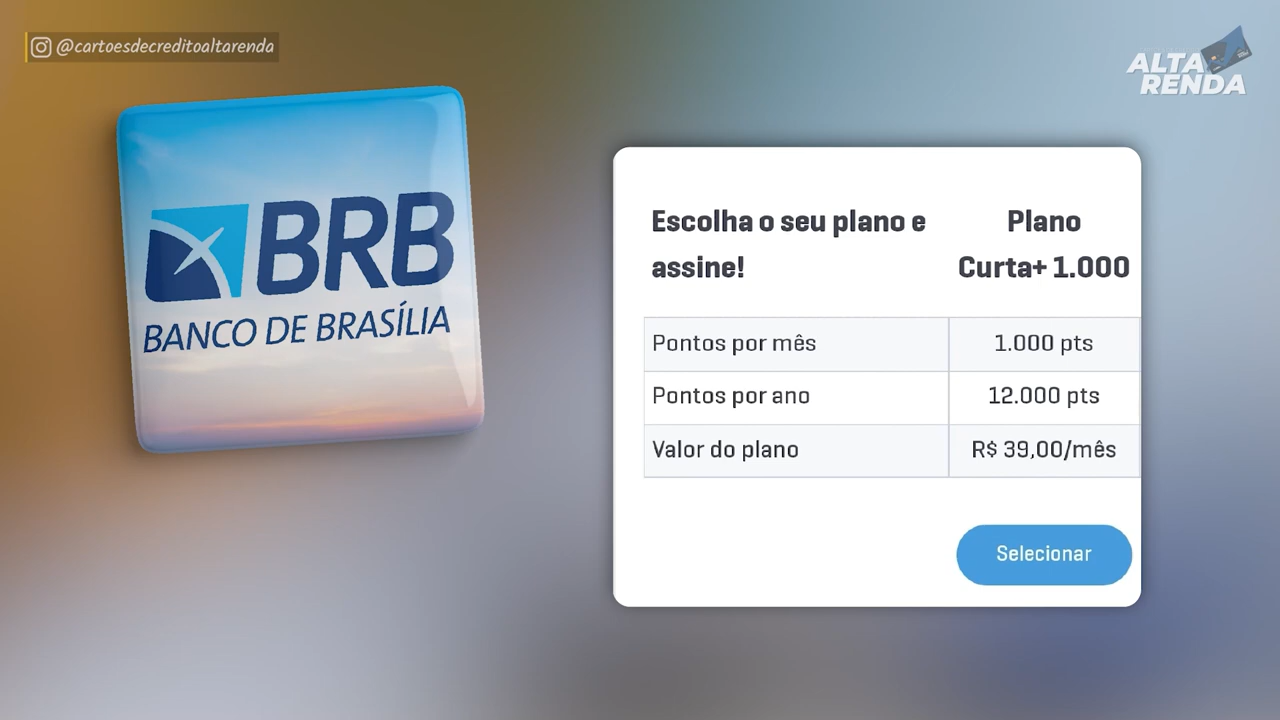 @cartoesdecreditoaltarenda
ALTA
RENDA
BRB
BANCO DE BRASÍLIA
Escolha o seu plano e
assine!
Plano
Curta+ 1.000
Pontos por mês 1.000 pts
Pontos por ano 12.000 pts
Valor do plano R$ 39,00/mês
Selecionar